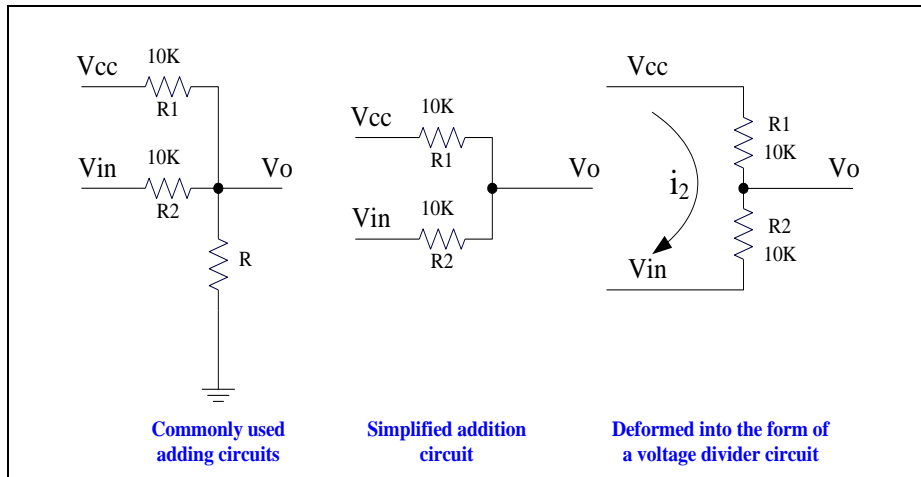 Vcc
10K
R1
Vin
10K
R2
Vo
R
Commonly used
adding circuits
Vcc
10K
R1
Vin
10K
R2
Vo
Simplified addition
circuit
Vcc
R1
10K
Vo
i2
R2
10K
Vin
Deformed into the form of
a voltage divider circuit